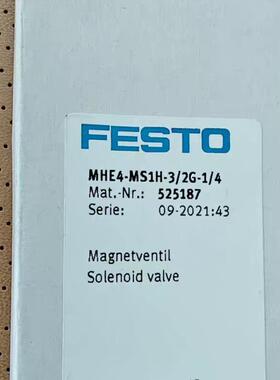 FESTO
MHE4-MS1H-3/2G-1/4
Mat.-Nr.: 525187
Serie: 09-2021:43
Magnetventil
Solenoid valve